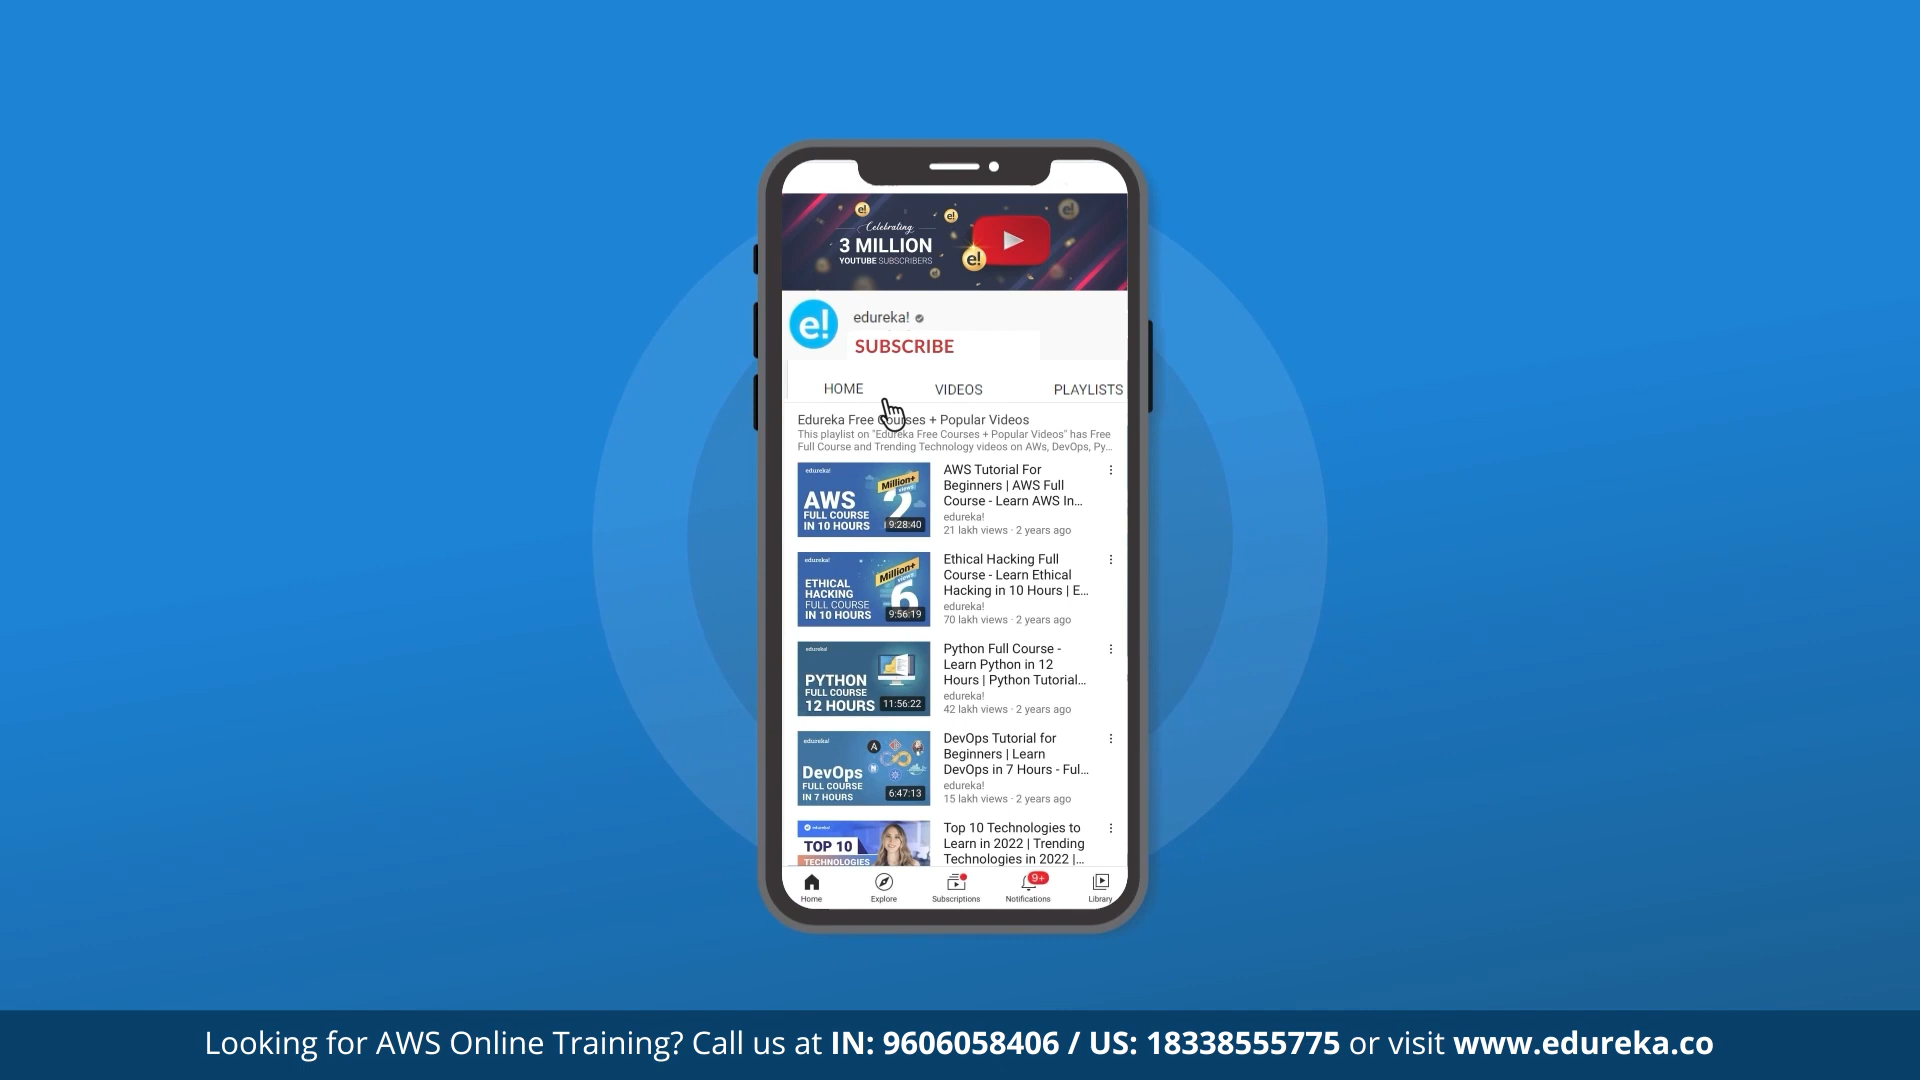 Celebrating
3 MILLION
YOUTUBE SUBSCRIBERS
e!
e!
e!
e!
e!
edureka!
SUBSCRIBE
HOME VIDEOS PLAYLISTS
Edureka Free Courses + Popular Videos
This playlist on "Edureka Free Courses + Popular Videos" has Free
Full Course and Trending Technology videos on AWs, DevOps, Py...
edureka!
Million+
views
2
AWS
FULL COURSE
IN 10 HOURS
9:28:40
AWS Tutorial For
Beginners | AWS Full
Course - Learn AWS In...
edureka!
21 lakh views · 2 years ago
edureka!
Million+
views
6
ETHICAL
HACKING
FULL COURSE
IN 10 HOURS
9:56:19
Ethical Hacking Full
Course - Learn Ethical
Hacking in 10 Hours | E...
edureka!
70 lakh views · 2 years ago
edureka!
PYTHON
FULL COURSE
12 HOURS
11:56:22
Python Full Course -
Learn Python in 12
Hours | Python Tutorial...
edureka!
42 lakh views · 2 years ago
edureka!
A
DevOps
FULL COURSE
IN 7 HOURS
6:47:13
DevOps Tutorial for
Beginners | Learn
DevOps in 7 Hours - Ful...
edureka!
15 lakh views · 2 years ago
edureka!
TOP 10
TECHNOLOGIES
Top 10 Technologies to
Learn in 2022 | Trending
Technologies in 2022 |...
9+
Home Explore Subscriptions Notifications Library
Looking for AWS Online Training? Call us at IN: 9606058406 / US: 18338555775 or visit www.edureka.co